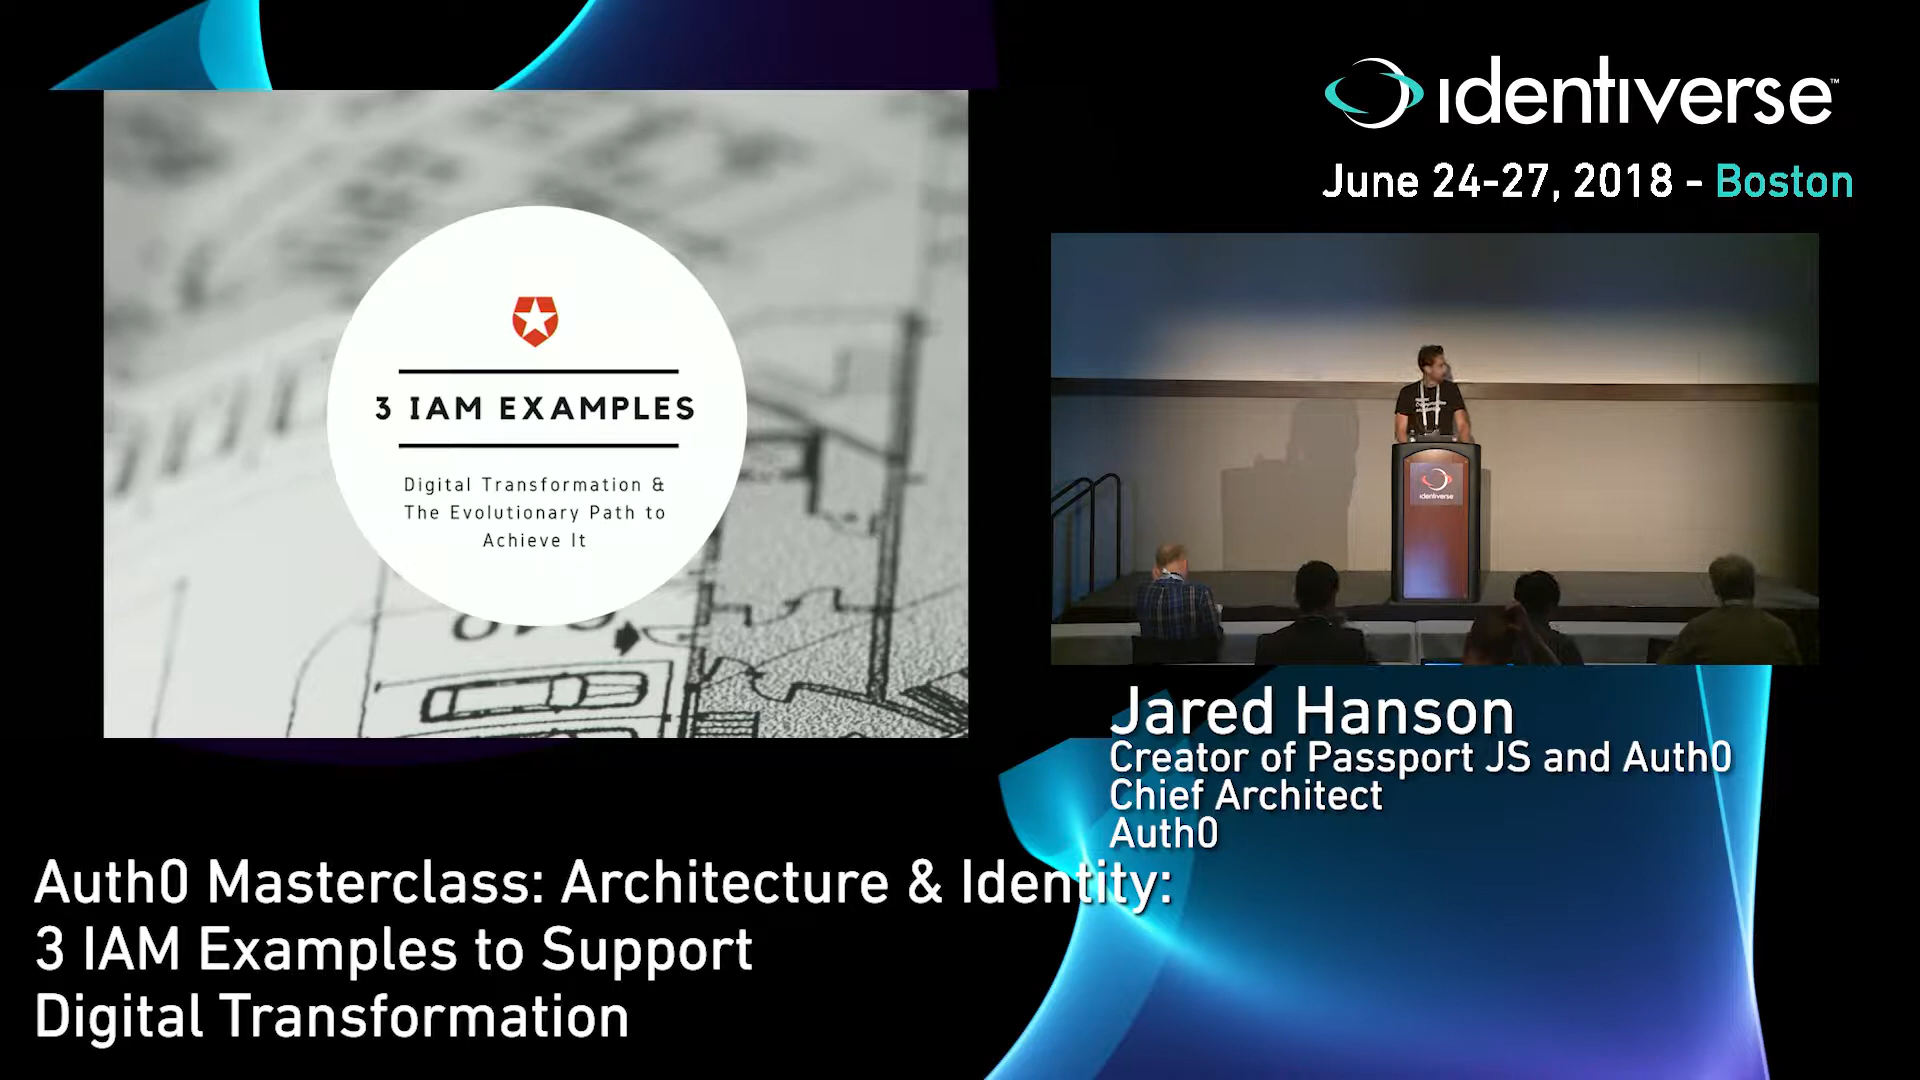 identiverse™
June 24-27, 2018 - Boston
3 IAM EXAMPLES
Digital Transformation &
The Evolutionary Path to
Achieve It
identiverse
Jared Hanson
Creator of Passport JS and Auth0
Chief Architect
Auth0
Auth0 Masterclass: Architecture & Identity:
3 IAM Examples to Support
Digital Transformation